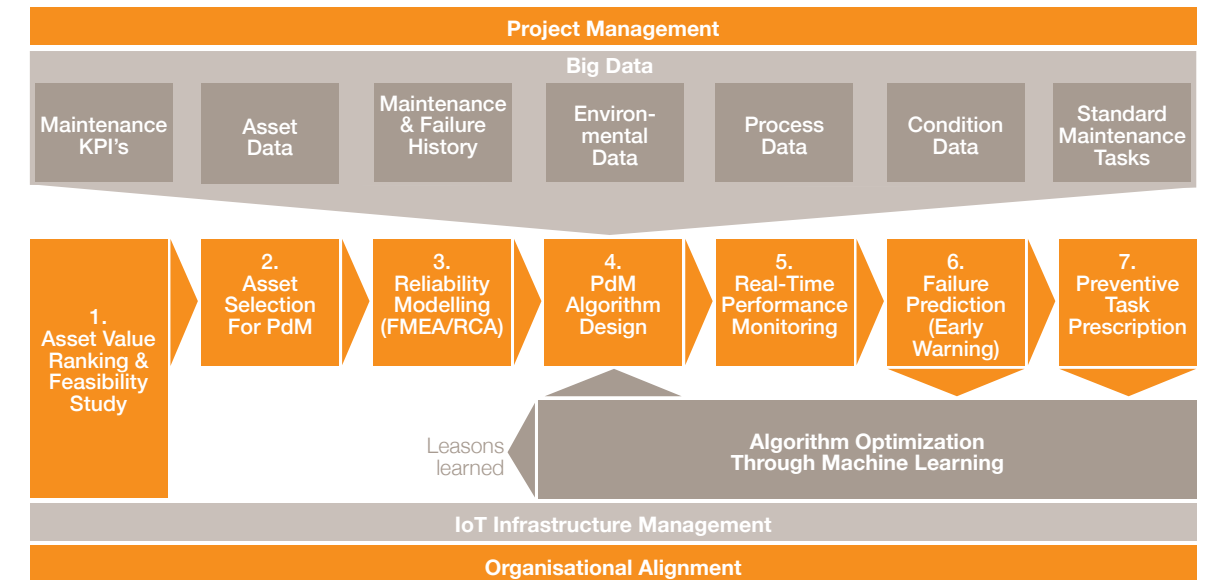 Project Management
Big Data
Maintenance
KPI's
Asset
Data
Maintenance
& Failure
History
Environ-
mental
Data
Process
Data
Condition
Data
Standard
Maintenance
Tasks
1.
Asset Value
Ranking &
Feasibility
Study
2.
Asset
Selection
For PdM
3.
Reliability
Modelling
(FMEA/RCA)
4.
PdM
Algorithm
Design
5.
Real-Time
Performance
Monitoring
6.
Failure
Prediction
(Early
Warning)
7.
Preventive
Task
Prescription
Leasons
learned
Algorithm Optimization
Through Machine Learning
IoT Infrastructure Management
Organisational Alignment